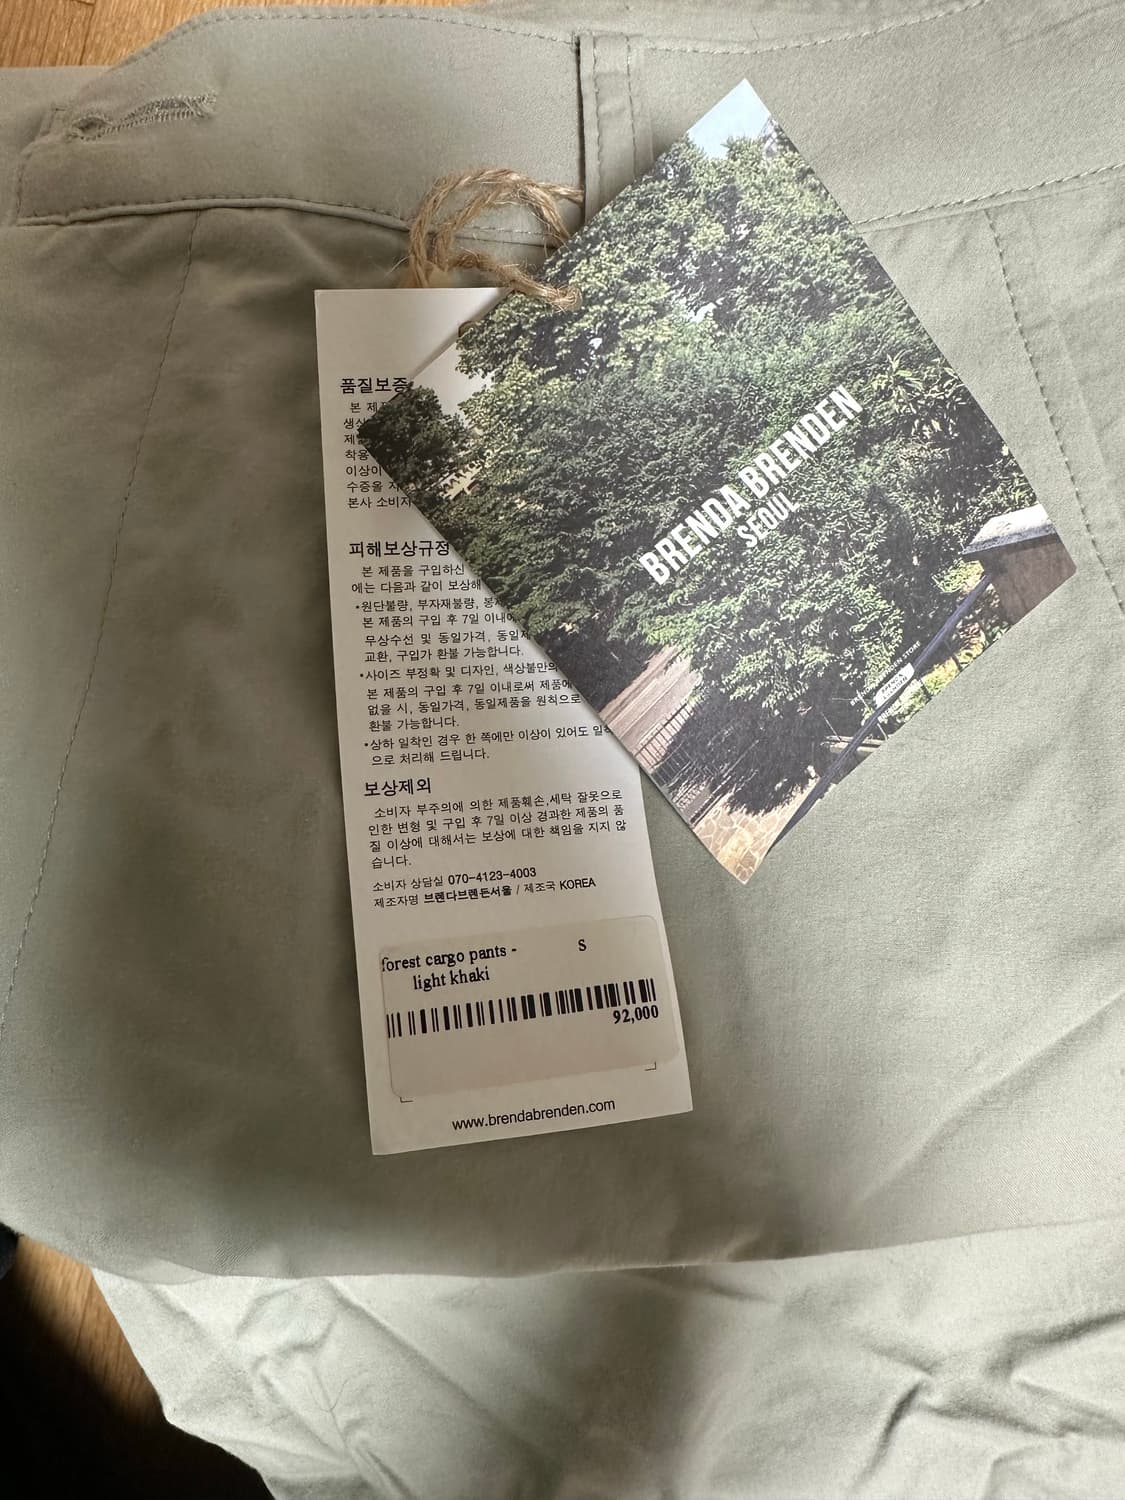 품질보증
본 제
생산
제
착용
이상이
수증을
본사 소비자
피해보상규정
본 제품을 구입하신
에는 다음과 같이 보상해
•원단불량, 부자재불량, 봉제
본 제품의 구입 후 7일 이내에
무상수선 및 동일가격, 동일제
교환, 구입가 환불 가능합니다.
•사이즈 부정확 및 디자인, 색상불만의
본 제품의 구입 후 7일 이내로써 제품에
없을 시, 동일가격, 동일제품을 원칙으로
환불 가능합니다.
•상하 일착인 경우 한 쪽에만 이상이 있어도 일착
으로 처리해 드립니다.
보상제외
소비자 부주의에 의한 제품훼손,세탁 잘못으로
인한 변형 및 구입 후 7일 이상 경과한 제품의 품
질 이상에 대해서는 보상에 대한 책임을 지지 않
습니다.
소비자 상담실 070-4123-4003
제조자명 브렌다브렌든서울 / 제조국 KOREA
forest cargo pants - S
light khaki
92,000
www.brendabrenden.com
BRENDA BRENDEN
SEOUL